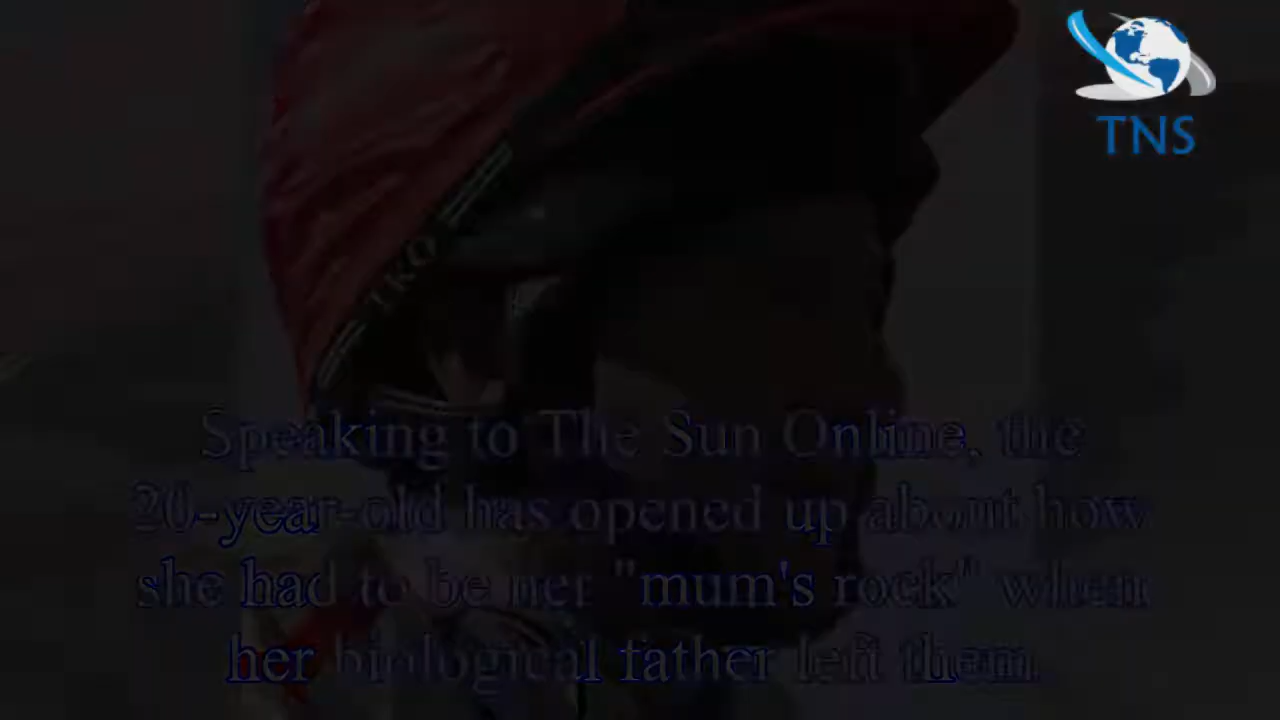 TNS
Speaking to The Sun Online, the
20-year-old has opened up about how
she had to be her "mum's rock" when
her biological father left them.